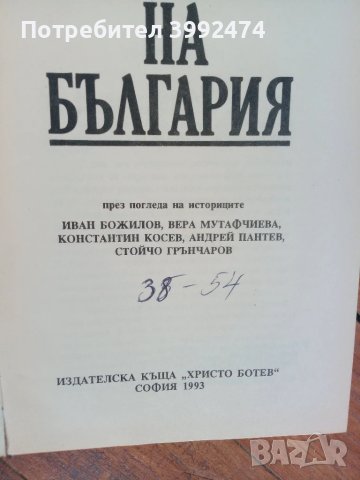 Потребител 3992474
НА
БЪЛГАРИЯ
през погледа на историците
ИВАН БОЖИЛОВ, ВЕРА МУТАФЧИЕВА,
КОНСТАНТИН КОСЕВ, АНДРЕЙ ПАНТЕВ,
СТОЙЧО ГРЪНЧАРОВ
38-54
ИЗДАТЕЛСКА КЪЩА „ХРИСТО БОТЕВ“
СОФИЯ 1993
BAZAR